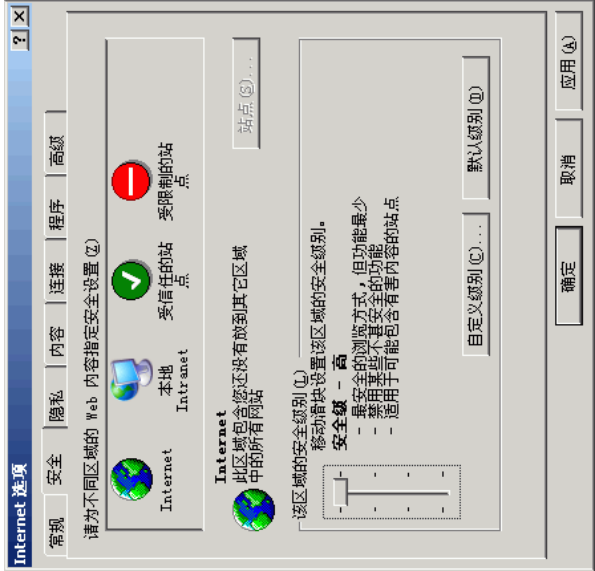 Internet 选项
常规 安全 隐私 内容 连接 程序 高级
请为不同区域的 Web 内容指定安全设置(Z)
Internet
本地
Intranet
受信任的站
点
受限制的站
点
Internet
此区域包含您还没有放到其它区域
中的所有网站
站点(S)...
该区域的安全级别(L)
移动滑块设置该区域的安全级别。
安全级 - 高
- 最安全的浏览方式，但功能最少
- 禁用某些不甚安全的功能
- 适用于可能包含有害内容的站点
自定义级别(C)... 默认级别(D)
确定 取消 应用(A)